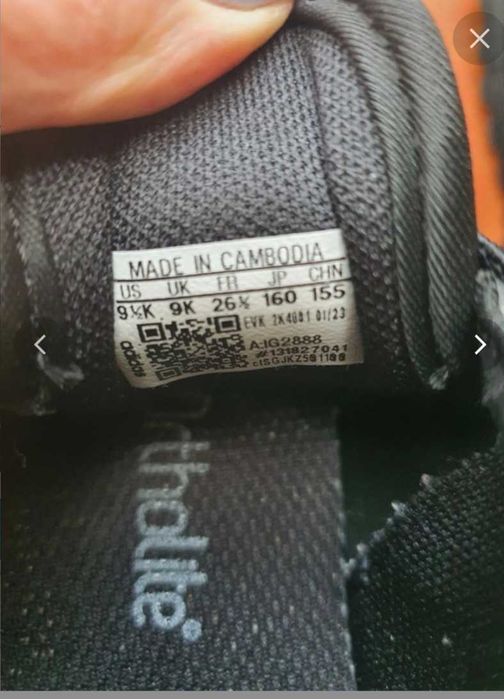 MADE IN CAMBODIA
US UK FR JP CHN
9½K 9K 26½ 160 155
EVK 2K4001 01/23
adidas
A:IG2888
#131827041
ortholite®